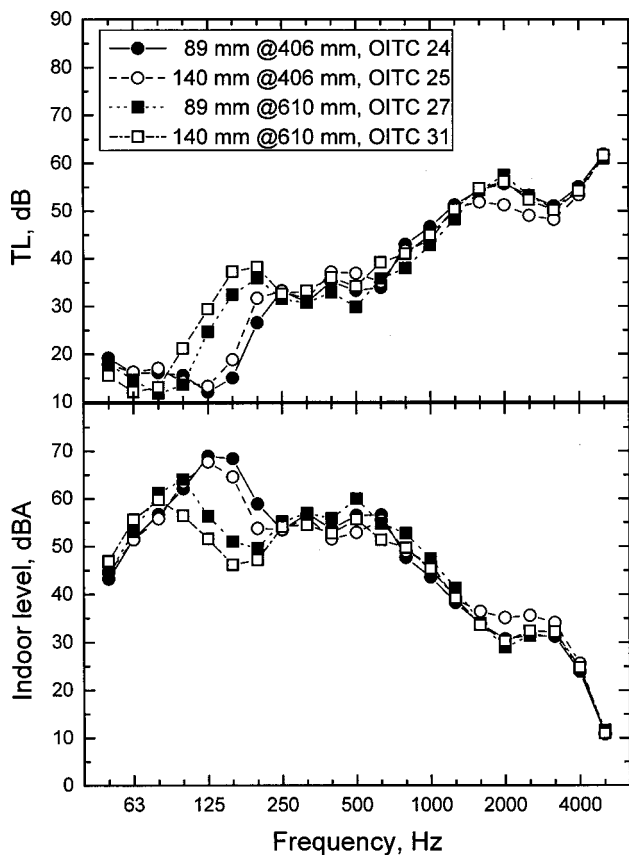 90
80
70
60
50
40
30
20
10
TL, dB
89 mm @406 mm, OITC 24
140 mm @406 mm, OITC 25
89 mm @610 mm, OITC 27
140 mm @610 mm, OITC 31
70
60
50
40
30
20
10
0
Indoor level, dBA
63 125 250 500 1000 2000 4000
Frequency, Hz